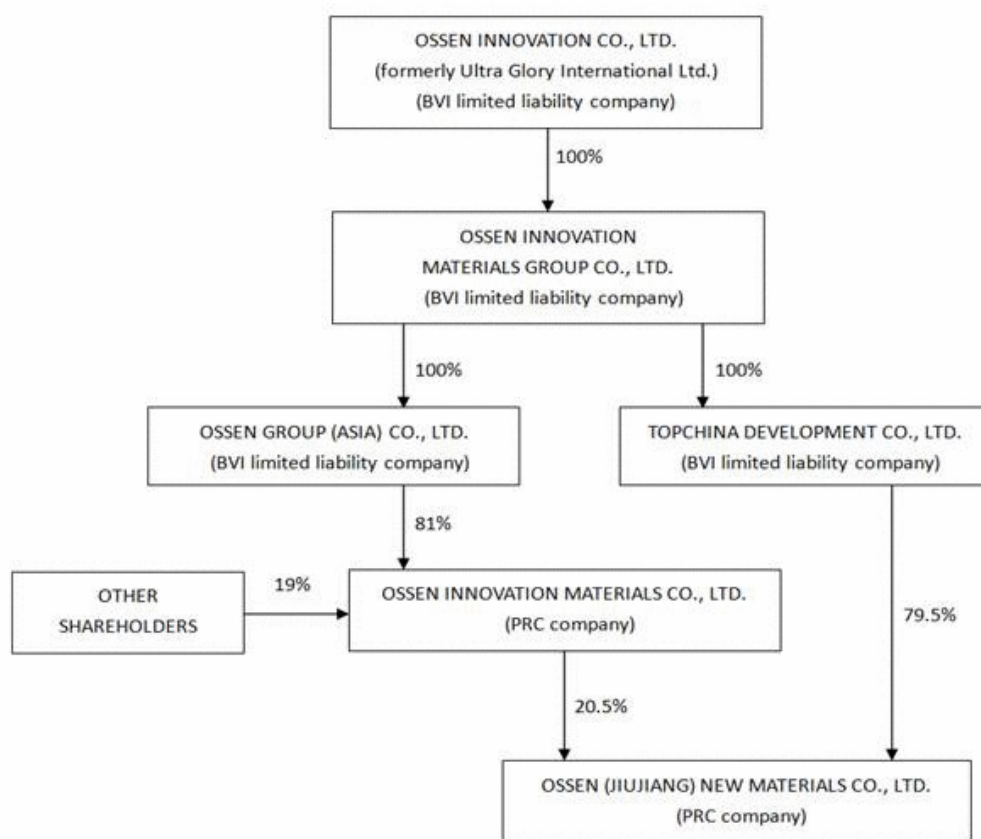 OSSEN INNOVATION CO., LTD.
(formerly Ultra Glory International Ltd.)
(BVI limited liability company)
100%
OSSEN INNOVATION
MATERIALS GROUP CO., LTD.
(BVI limited liability company)
100%
100%
OSSEN GROUP (ASIA) CO., LTD.
(BVI limited liability company)
TOPCHINA DEVELOPMENT CO., LTD.
(BVI limited liability company)
81%
OTHER
SHAREHOLDERS
19%
OSSEN INNOVATION MATERIALS CO., LTD.
(PRC company)
79.5%
20.5%
OSSEN (JIUJIANG) NEW MATERIALS CO., LTD.
(PRC company)